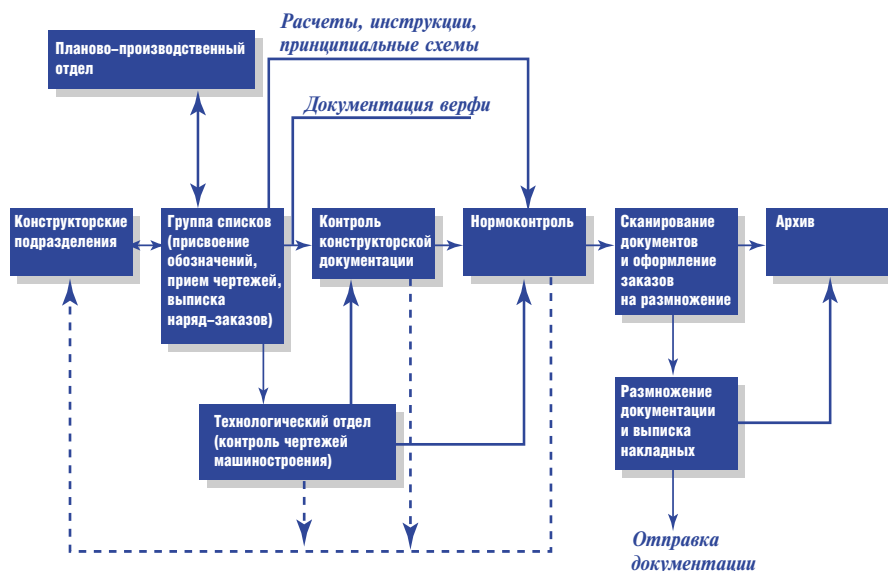 Расчеты, инструкции,
принципиальные схемы
Планово-производственный
отдел
Документация верфи
Конструкторские
подразделения
Группа списков
(присвоение
обозначений,
прием чертежей,
выписка
наряд-заказов)
Контроль
конструкторской
документации
Нормоконтроль
Сканирование
документов
и оформление
заказов
на размножение
Архив
Технологический отдел
(контроль чертежей
машиностроения)
Размножение
документации
и выписка
накладных
Отправка
документации